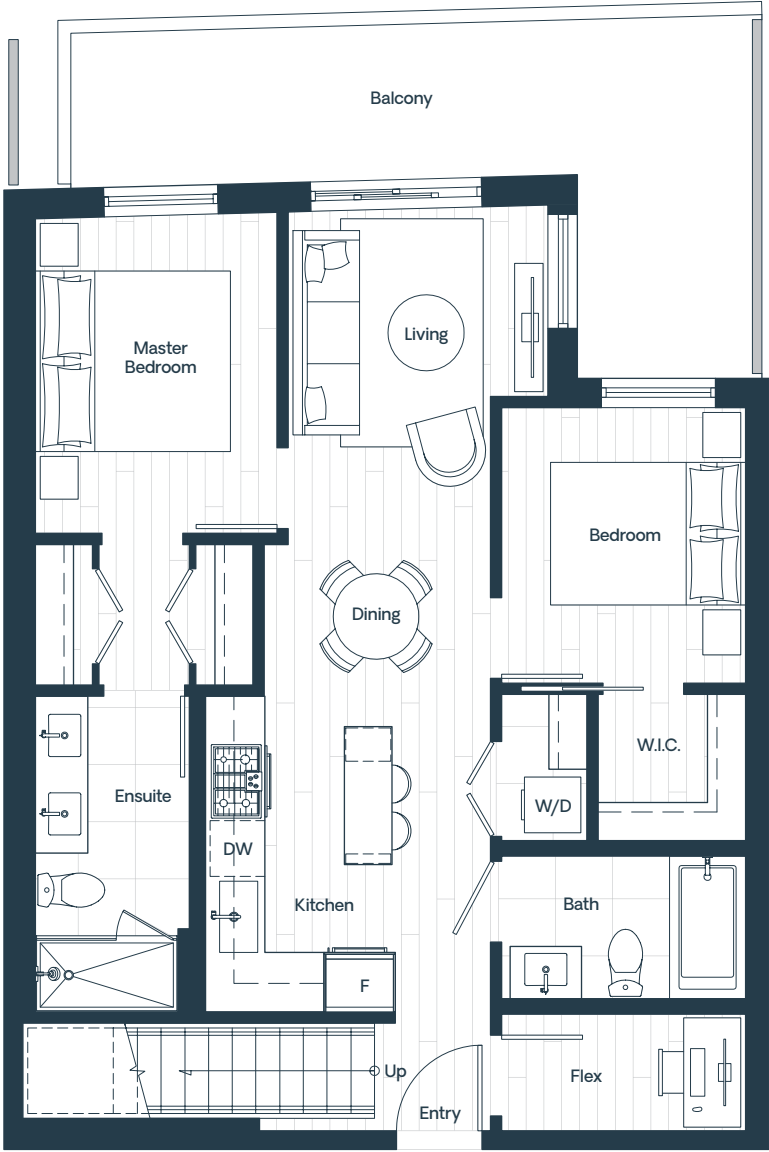 Balcony
Living
Master
Bedroom
Bedroom
Dining
W.I.C.
Ensuite
W/D
DW
Kitchen
Bath
F
Up
Flex
Entry